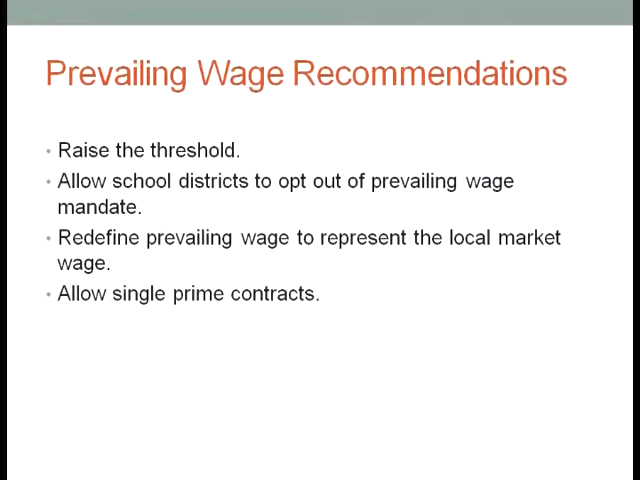 Prevailing Wage Recommendations
• Raise the threshold.
• Allow school districts to opt out of prevailing wage
mandate.
• Redefine prevailing wage to represent the local market
wage.
• Allow single prime contracts.